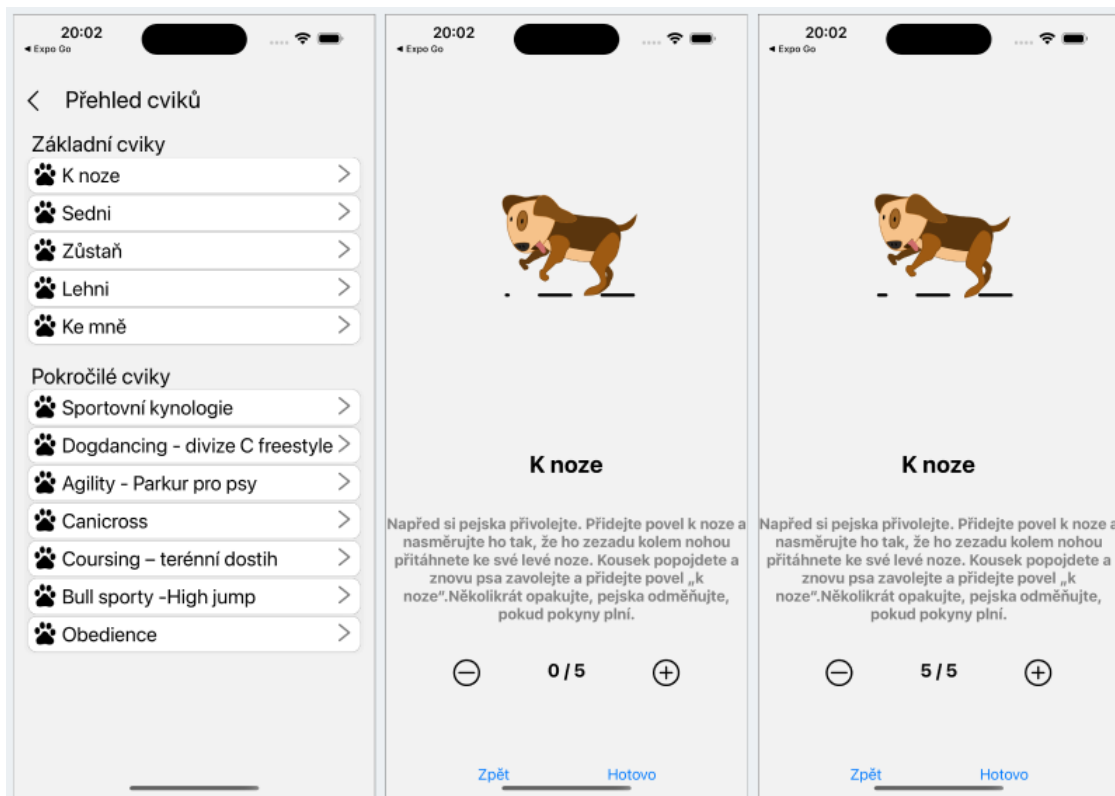 20:02
◀ Expo Go
Přehled cviků
Základní cviky
K noze
Sedni
Zůstaň
Lehni
Ke mně
Pokročilé cviky
Sportovní kynologie
Dogdancing - divize C freestyle
Agility - Parkur pro psy
Canicross
Coursing – terénní dostih
Bull sporty -High jump
Obedience
20:02
◀ Expo Go
K noze
Napřed si pejska přivolejte. Přidejte povel k noze a
nasměrujte ho tak, že ho zezadu kolem nohou
přitáhnete ke své levé noze. Kousek popojdete a
znovu psa zavolejte a přidejte povel „k
noze“.Několikrát opakujte, pejska odměňujte,
pokud pokyny plní.
0 / 5
Zpět
Hotovo
20:02
◀ Expo Go
K noze
Napřed si pejska přivolejte. Přidejte povel k noze a
nasměrujte ho tak, že ho zezadu kolem nohou
přitáhnete ke své levé noze. Kousek popojdete a
znovu psa zavolejte a přidejte povel „k
noze“.Několikrát opakujte, pejska odměňujte,
pokud pokyny plní.
5 / 5
Zpět
Hotovo